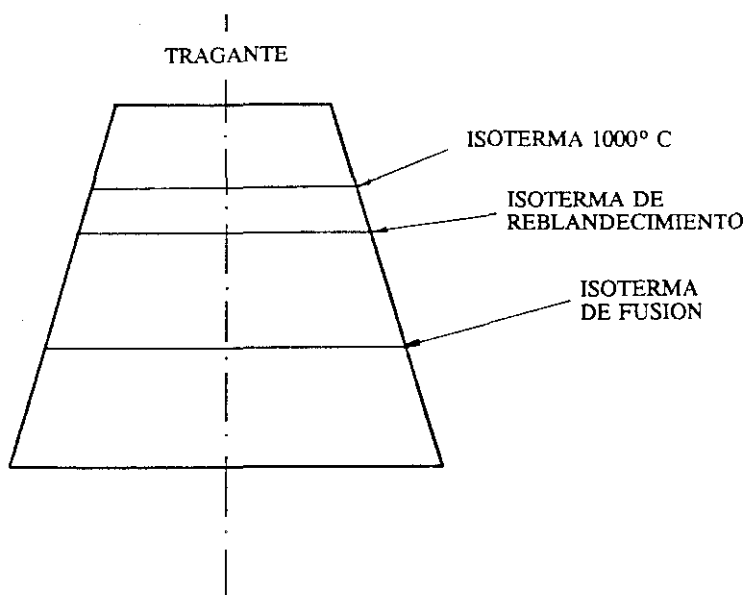 TRAGANTE
ISOTERMA 1000° C
ISOTERMA DE
REBLANDECIMIENTO
ISOTERMA
DE FUSION